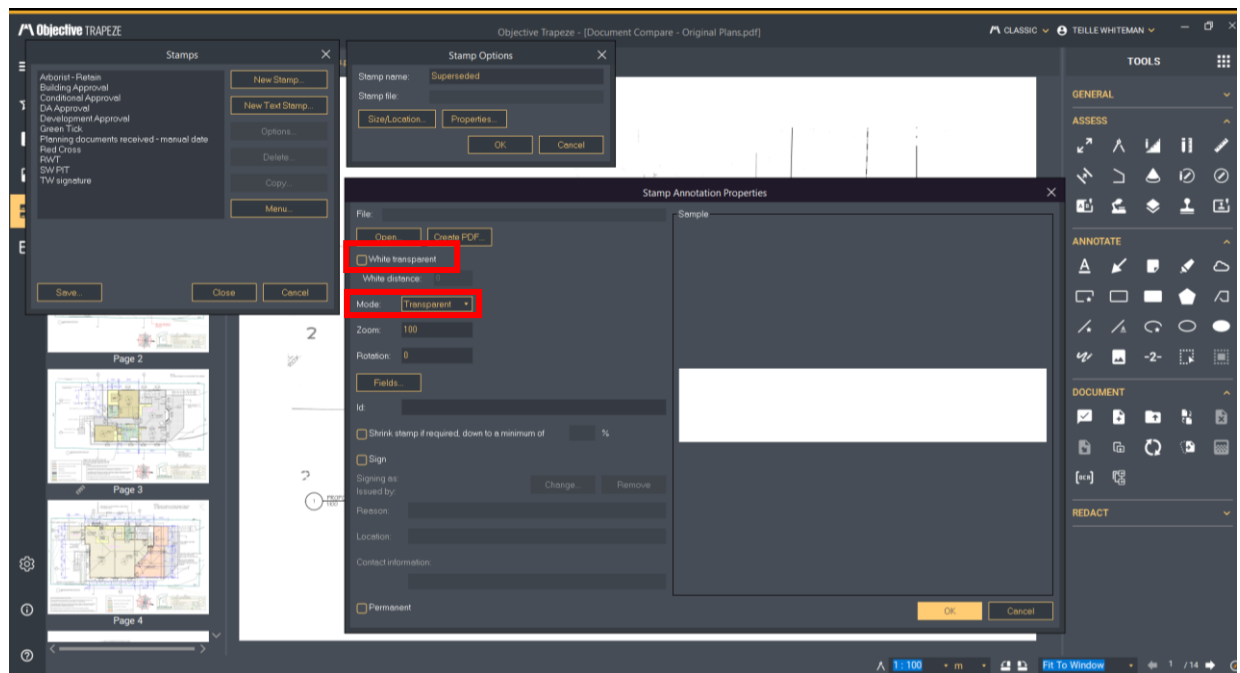 Objective TRAPEZE
Objective Trapeze - [Document Compare - Original Plans.pdf]
CLASSIC
TEILLE WHITEMAN
Stamps
Arborist - Retain
Building Approval
Conditional Approval
DA Approval
Development Approval
Green Tick
Planning documents received - manual date
Red Cross
RWT
SW PIT
TW signature
New Stamp...
New Text Stamp...
Options...
Delete...
Copy...
Menu...
Save...
Close
Cancel
Stamp Options
Stamp name:
Superseded
Stamp file:
Size/Location...
Properties...
OK
Cancel
Stamp Annotation Properties
File:
Open...
Create PDF...
White transparent
White distance:
0
Mode:
Transparent
Zoom:
100
Rotation:
0
Fields...
Id:
Shrink stamp if required, down to a minimum of
%
Sign
Signing as:
Issued by:
Change...
Remove
Reason:
Location:
Contact information:
Permanent
Sample
OK
Cancel
Page 2
Page 3
Page 4
2
1
TOOLS
GENERAL
ASSESS
ANNOTATE
-2-
DOCUMENT
REDACT
1:100
m
Fit To Window
1 / 14